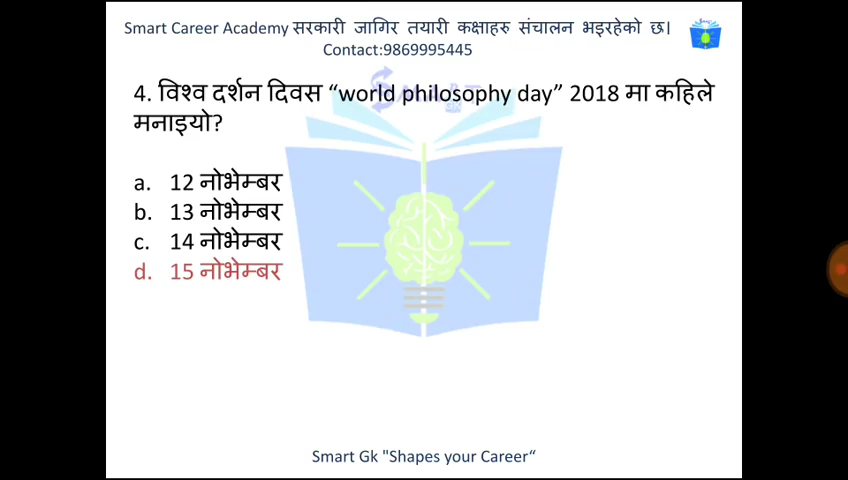 Smart Career Academy सरकारी जागिर तयारी कक्षाहरु संचालन भइरहेको छ।
Contact:9869995445
4. विश्व दर्शन दिवस “world philosophy day” 2018 मा कहिले
मनाइयो?
a. 12 नोभेम्बर
b. 13 नोभेम्बर
c. 14 नोभेम्बर
d. 15 नोभेम्बर
Smart Gk "Shapes your Career“